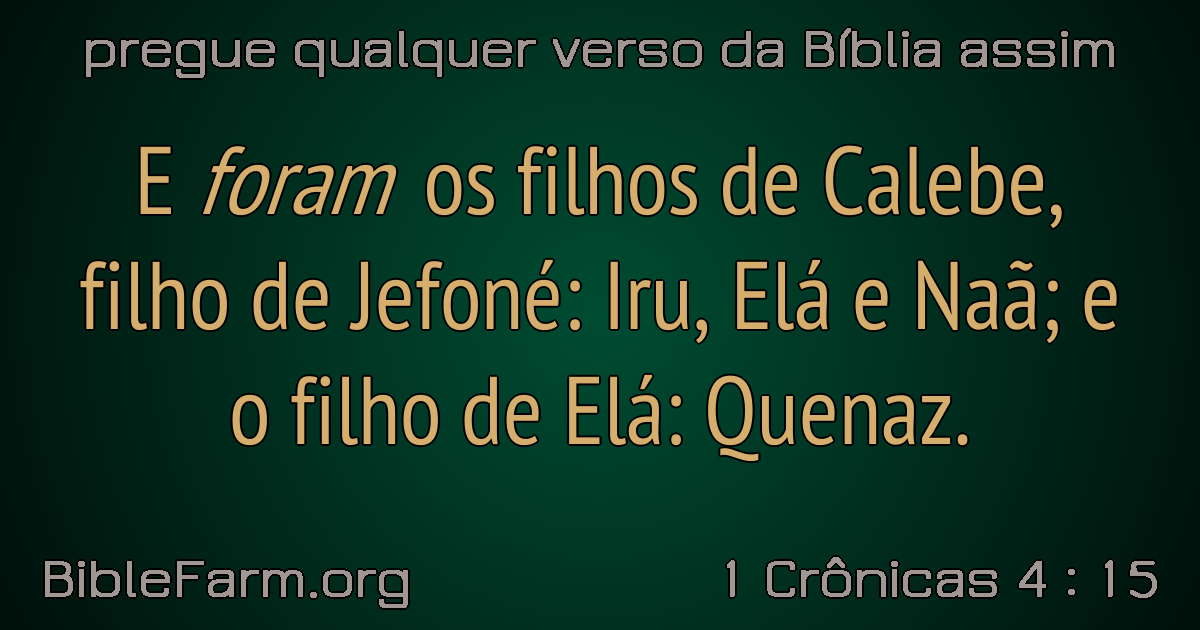 pregue qualquer verso da Bíblia assim
E foram os filhos de Calebe,
filho de Jefoné: Iru, Elá e Naã; e
o filho de Elá: Quenaz.
BibleFarm.org
1 Crônicas 4 : 15